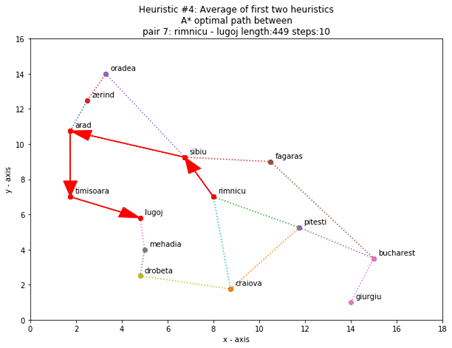 Heuristic #4: Average of first two heuristics
A* optimal path between
pair 7: rimnicu - lugoj length:449 steps:10
16
14
12
10
8
6
4
2
0
y - axis
oradea
zerind
arad
sibiu
fagaras
timisoara
rimnicu
lugoj
pitesti
mehadia
bucharest
drobeta
craiova
giurgiu
0 2 4 6 8 10 12 14 16 18
x - axis